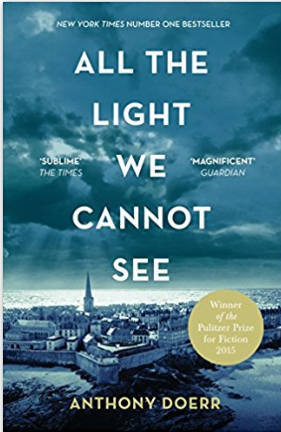 NEW YORK TIMES NUMBER ONE BESTSELLER
ALL THE
LIGHT
'SUBLIME'
THE TIMES
WE
'MAGNIFICENT'
GUARDIAN
CANNOT
SEE
Winner
of the
Pulitzer Prize
for Fiction
2015
ANTHONY DOERR